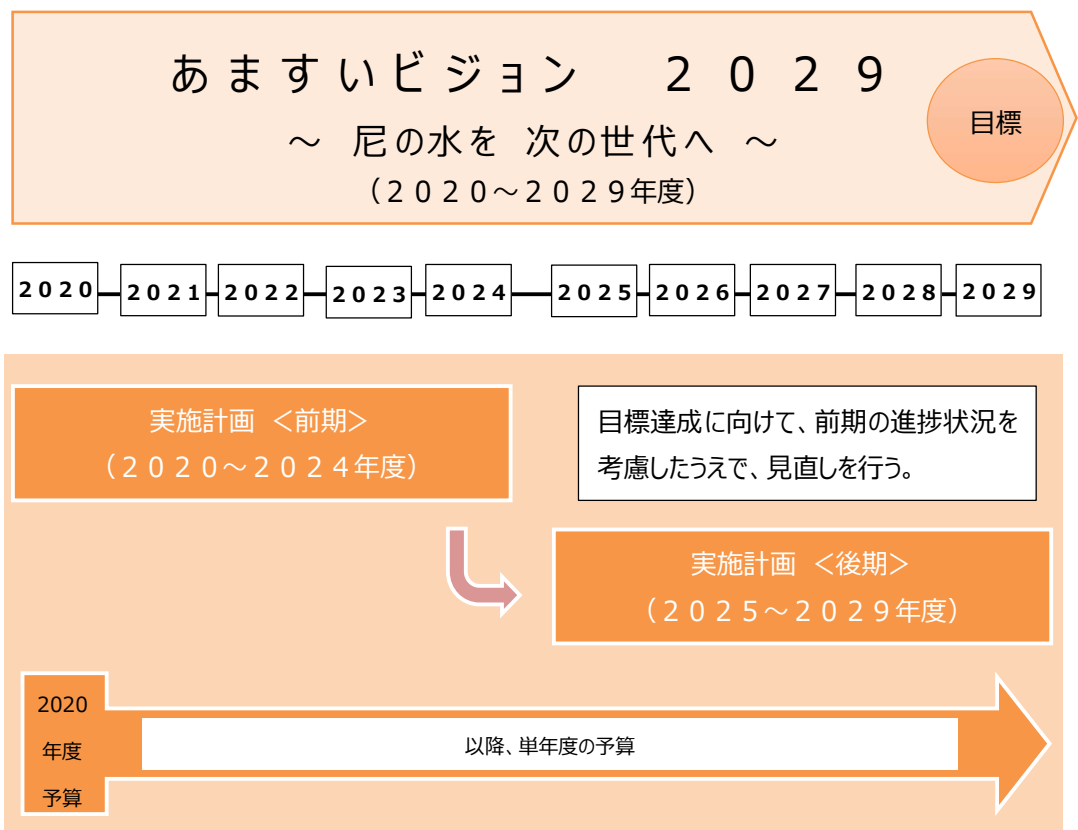 あますいビジョン　２０２９
～ 尼の水を 次の世代へ ～
（２０２０～２０２９年度）
目標
２０２０
２０２１
２０２２
２０２３
２０２４
２０２５
２０２６
２０２７
２０２８
２０２９
実施計画 ＜前期＞
（２０２０～２０２４年度）
目標達成に向けて、前期の進捗状況を
考慮したうえで、見直しを行う。
実施計画 ＜後期＞
（２０２５～２０２９年度）
2020
年度
予算
以降、単年度の予算